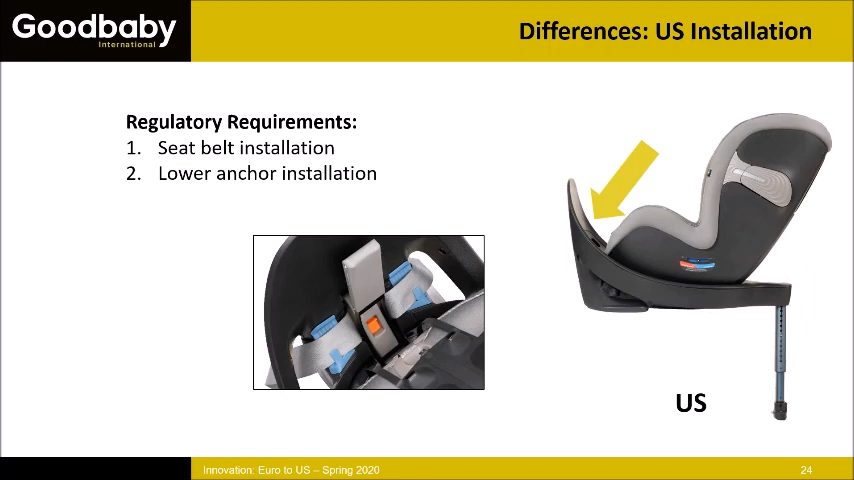 Goodbaby
International
Differences: US Installation
Regulatory Requirements:
1. Seat belt installation
2. Lower anchor installation
US
Innovation: Euro to US – Spring 2020
24